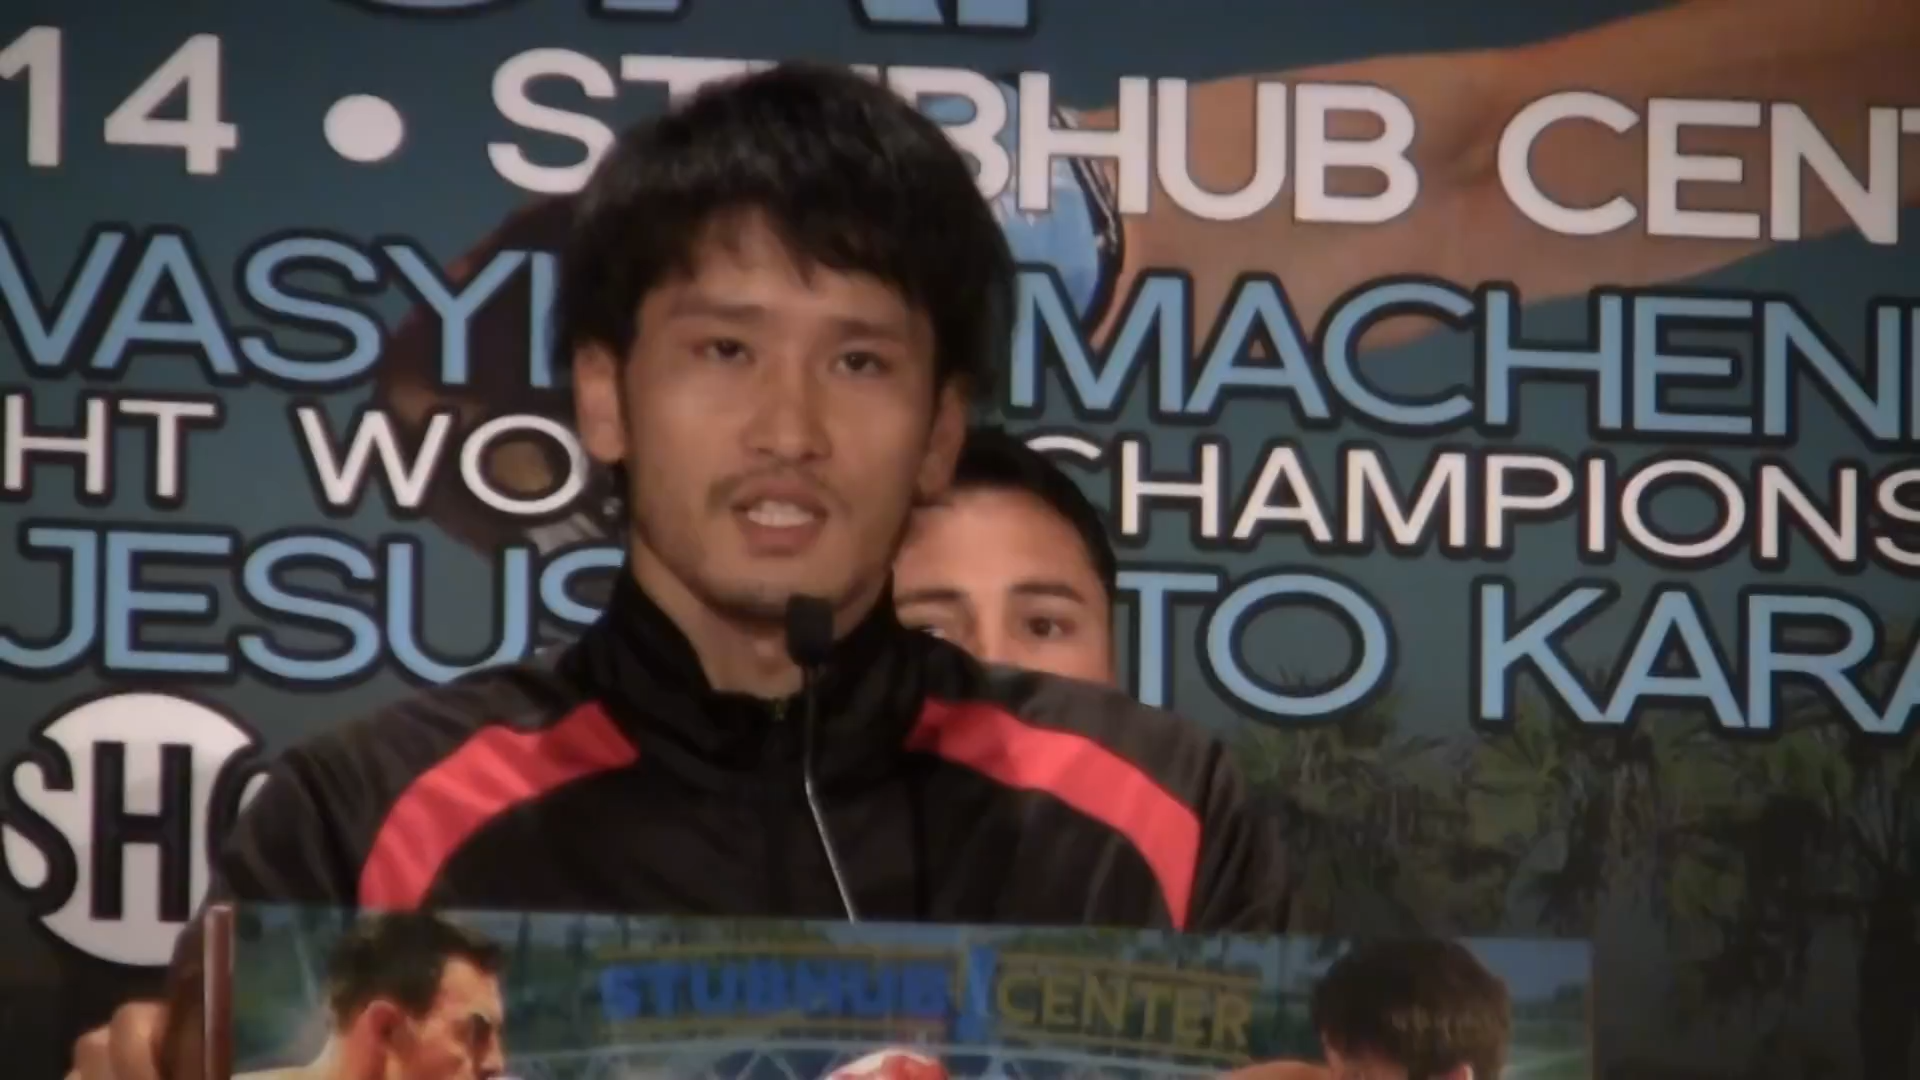 14 • STUBHUB CENT
VASYL MACHEN
HT WO CHAMPIONS
JESUS TO KARA
SHO
STUBHUB CENTER